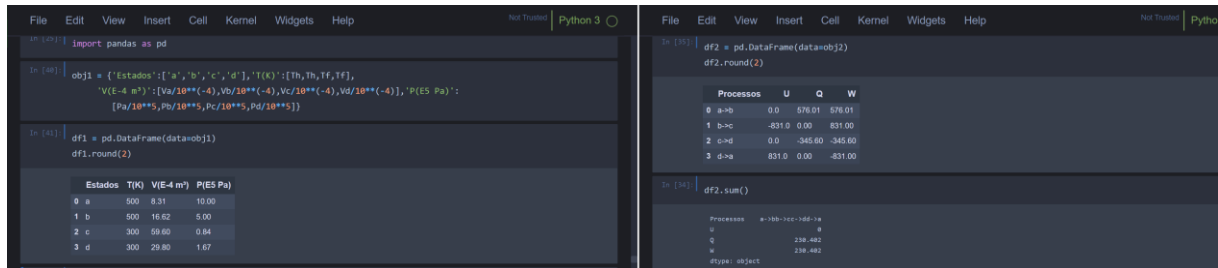 File Edit View Insert Cell Kernel Widgets Help Not Trusted Python 3
In [25]: import pandas as pd
In [40]: obj1 = {'Estados':['a','b','c','d'],'T(K)':[Th,Th,Tf,Tf],
'V(E-4 m³)':[Va/10**(-4),Vb/10**(-4),Vc/10**(-4),Vd/10**(-4)],'P(E5 Pa)':
[Pa/10**5,Pb/10**5,Pc/10**5,Pd/10**5]}
In [41]: df1 = pd.DataFrame(data=obj1)
df1.round(2)
Estados T(K) V(E-4 m³) P(E5 Pa)
0 a 500 8.31 10.00
1 b 500 16.62 5.00
2 c 300 59.60 0.84
3 d 300 29.80 1.67
File Edit View Insert Cell Kernel Widgets Help Not Trusted Pytho
In [35]: df2 = pd.DataFrame(data=obj2)
df2.round(2)
Processos U Q W
0 a->b 0.0 576.01 576.01
1 b->c -831.0 0.00 831.00
2 c->d 0.0 -345.60 -345.60
3 d->a 831.0 0.00 -831.00
In [34]: df2.sum()
Processos a->bb->cc->dd->a
U 0
Q 230.402
W 230.402
dtype: object